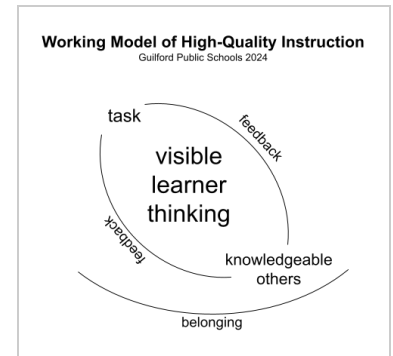 Working Model of High-Quality Instruction
Guilford Public Schools 2024
task
feedback
visible
learner
thinking
feedback
knowledgeable
others
belonging